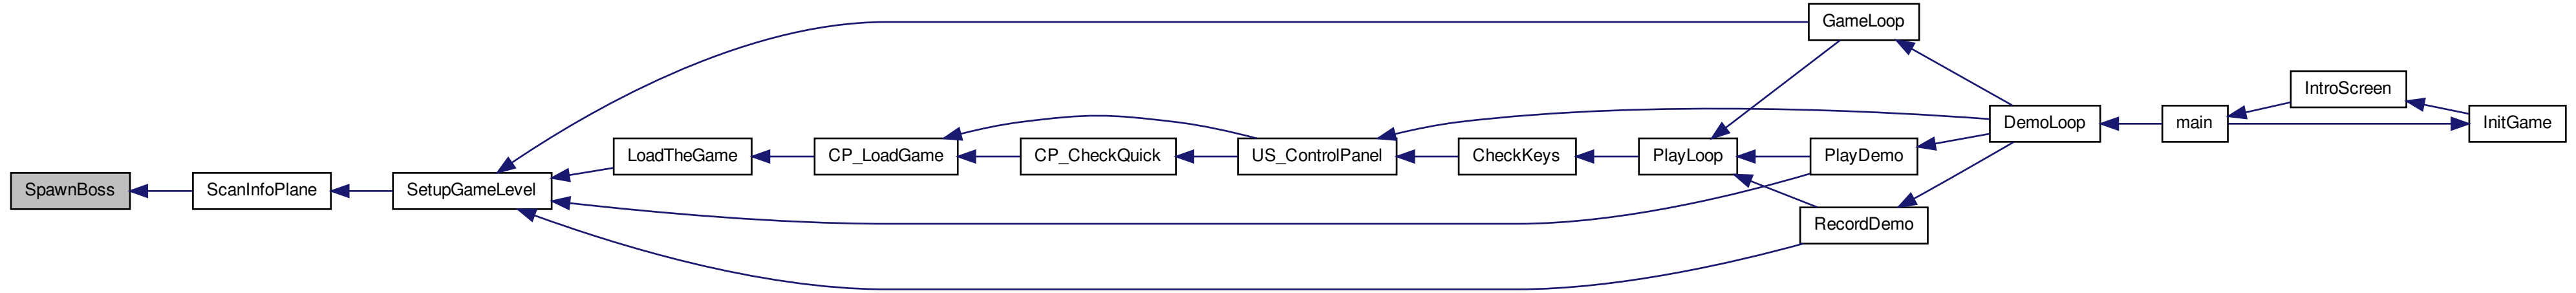 GameLoop
IntroScreen
DemoLoop
main
InitGame
LoadTheGame
CP_LoadGame
CP_CheckQuick
US_ControlPanel
CheckKeys
PlayLoop
PlayDemo
SpawnBoss
ScanInfoPlane
SetupGameLevel
RecordDemo